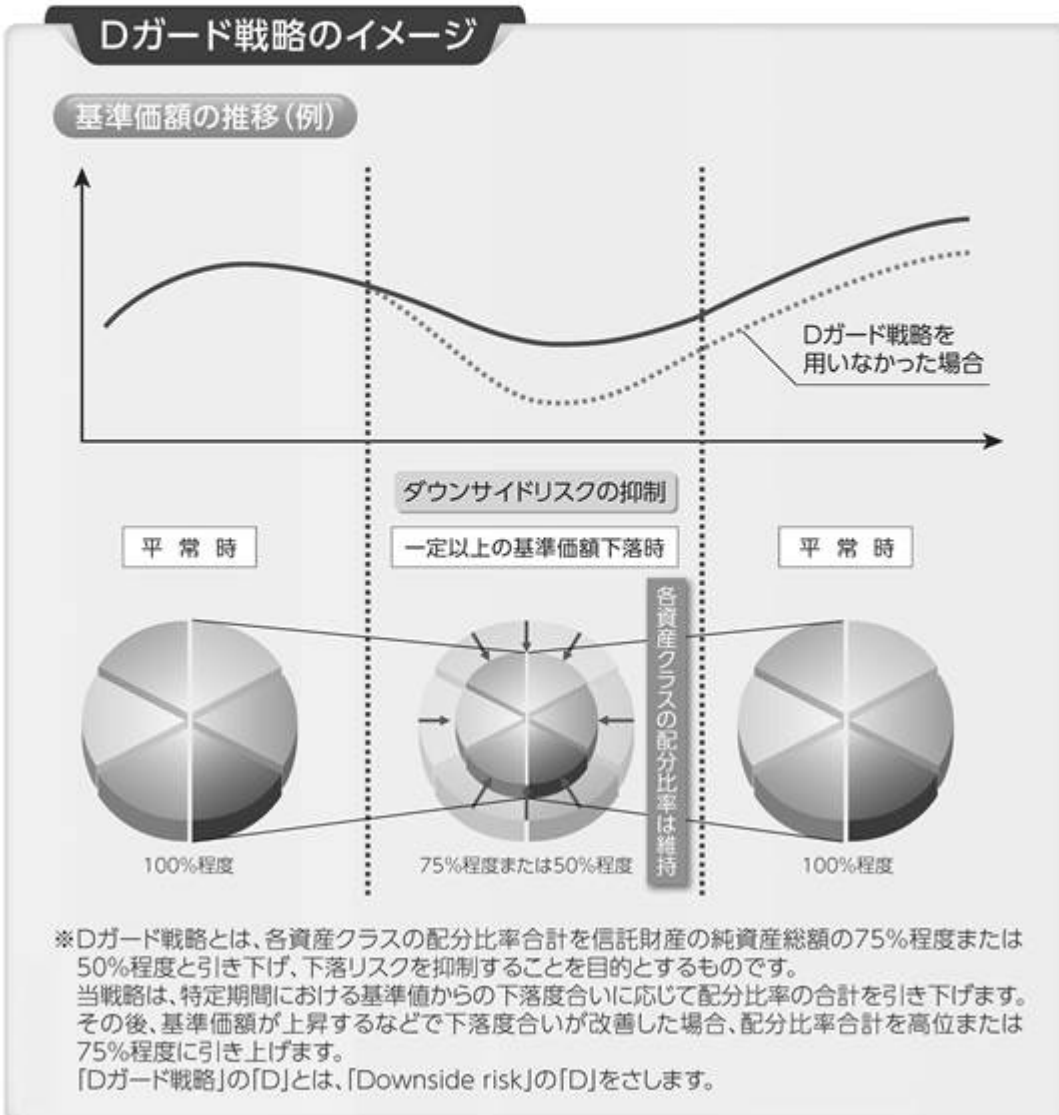 Dガード戦略のイメージ
基準価額の推移(例)
Dガード戦略を
用いなかった場合
ダウンサイドリスクの抑制
平常時
一定以上の基準価額下落時
平常時
各資産クラスの配分比率は維持
100%程度
75%程度または50%程度
100%程度
※Dガード戦略とは、各資産クラスの配分比率合計を信託財産の純資産総額の75%程度または
50%程度と引き下げ、下落リスクを抑制することを目的とするものです。
当戦略は、特定期間における基準値からの下落度合いに応じて配分比率の合計を引き下げます。
その後、基準価額が上昇するなどで下落度合いが改善した場合、配分比率合計を高位または
75%程度に引き上げます。
「Dガード戦略」の「D」とは、「Downside risk」の「D」をさします。